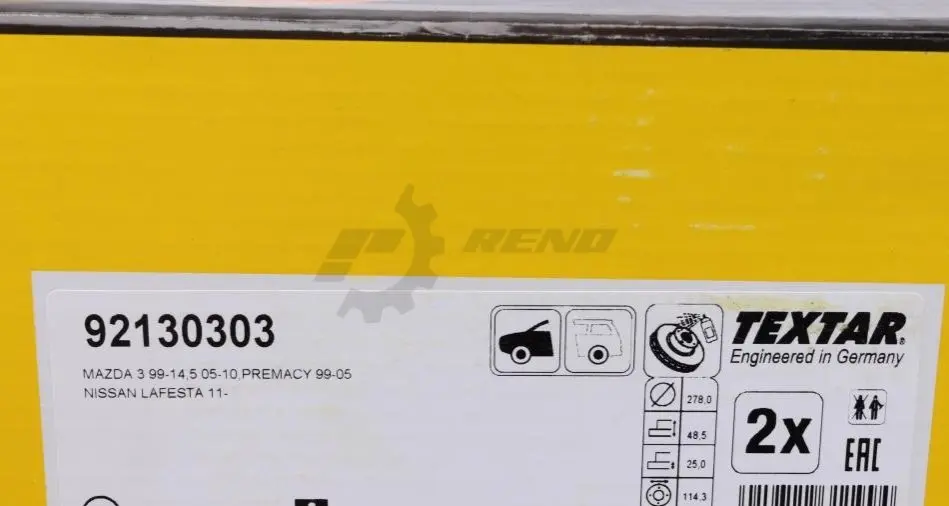 RENO
92130303
MAZDA 3 99-14,5 05-10,PREMACY 99-05
NISSAN LAFESTA 11-
TEXTAR®
Engineered in Germany
278,0
48,5
25,0
114,3
2x
EAC